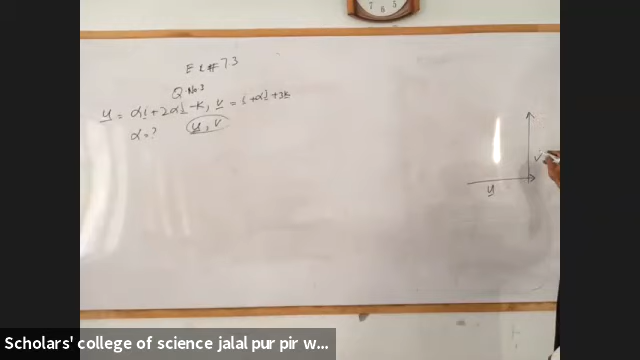 Ex # 7.3
Q.No.3
u = αi + 2αj - k, v = i + αj + 3k
α = ?
u, v
v
u
Scholars' college of science jalal pur pir w...